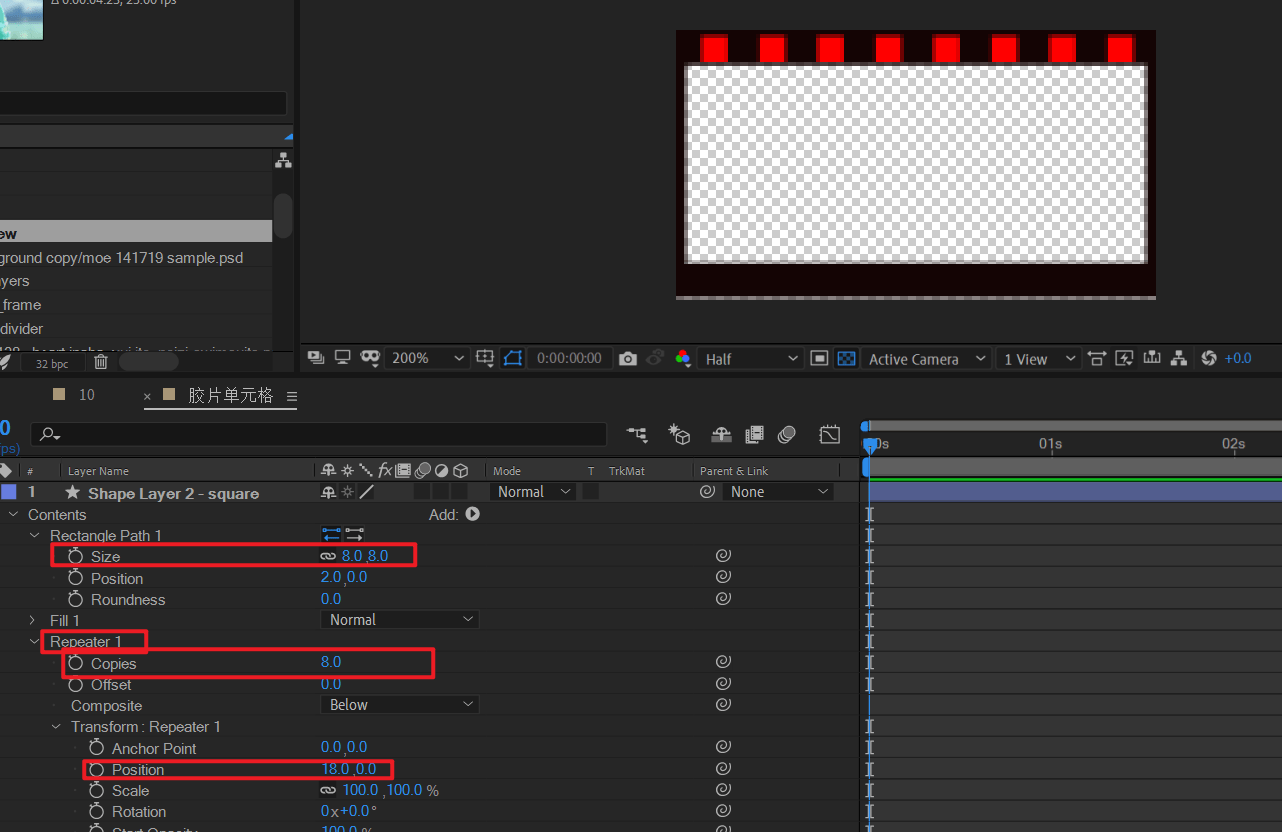 Δ 0:00:04:23, 25.00 fps
ew
ground copy/moe 141719 sample.psd
yers
_frame
divider
32 bpc
200%
0:00:00:00
Half
Active Camera
1 View
+0.0
10
× 胶片单元格
0
ps)
0s
01s
02s
# Layer Name
fx
Mode
T TrkMat
Parent & Link
1 Shape Layer 2 - square
Normal
None
Contents
Add:
Rectangle Path 1
Size
8.0,8.0
Position
2.0,0.0
Roundness
0.0
Fill 1
Normal
Repeater 1
Copies
8.0
Offset
0.0
Composite
Below
Transform : Repeater 1
Anchor Point
0.0,0.0
Position
18.0,0.0
Scale
100.0,100.0 %
Rotation
0x+0.0°
Start Opacity
100.0 %